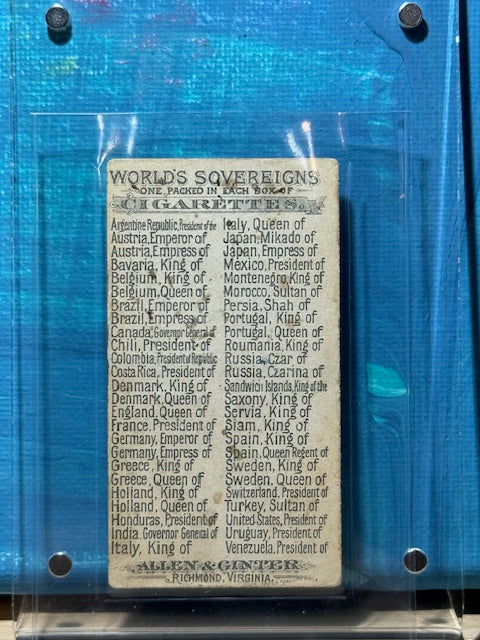 WORLD'S SOVEREIGNS
ONE PACKED IN EACH BOX OF
CIGARETTES.
Argentine Republic, President of the
Austria, Emperor of
Austria, Empress of
Bavaria, King of
Belgium, King of
Belgium, Queen of
Brazil, Emperor of
Brazil, Empress of
Canada, Governor General of
Chili, President of
Colombia, President of Republic
Costa Rica, President of
Denmark, King of
Denmark, Queen of
England, Queen of
France, President of
Germany, Emperor of
Germany, Empress of
Greece, King of
Greece, Queen of
Holland, King of
Holland, Queen of
Honduras, President of
India, Governor General of
Italy, King of
Italy, Queen of
Japan, Mikado of
Japan, Empress of
Mexico, President of
Montenegro, King of
Morocco, Sultan of
Persia, Shah of
Portugal, King of
Portugal, Queen of
Roumania, King of
Russia, Czar of
Russia, Czarina of
Sandwich Islands, King of the
Saxony, King of
Servia, King of
Siam, King of
Spain, King of
Spain, Queen Regent of
Sweden, King of
Sweden, Queen of
Switzerland, President of
Turkey, Sultan of
United States, President of
Uruguay, President of
Venezuela, President of
ALLEN & GINTER
RICHMOND, VIRGINIA.